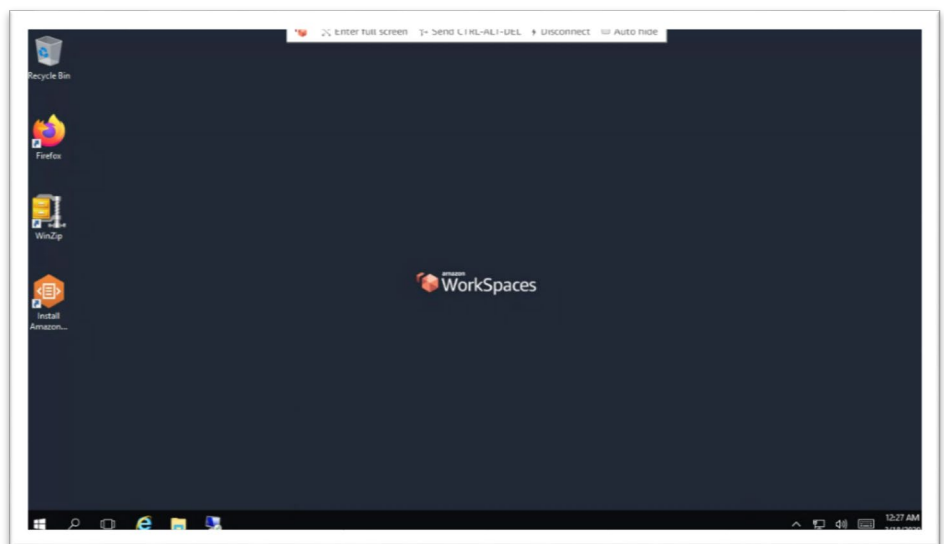 Enter full screen Send CTRL-ALT-DEL Disconnect Auto hide
Recycle Bin
Firefox
WinZip
Install
Amazon...
amazon
WorkSpaces
12:27 AM